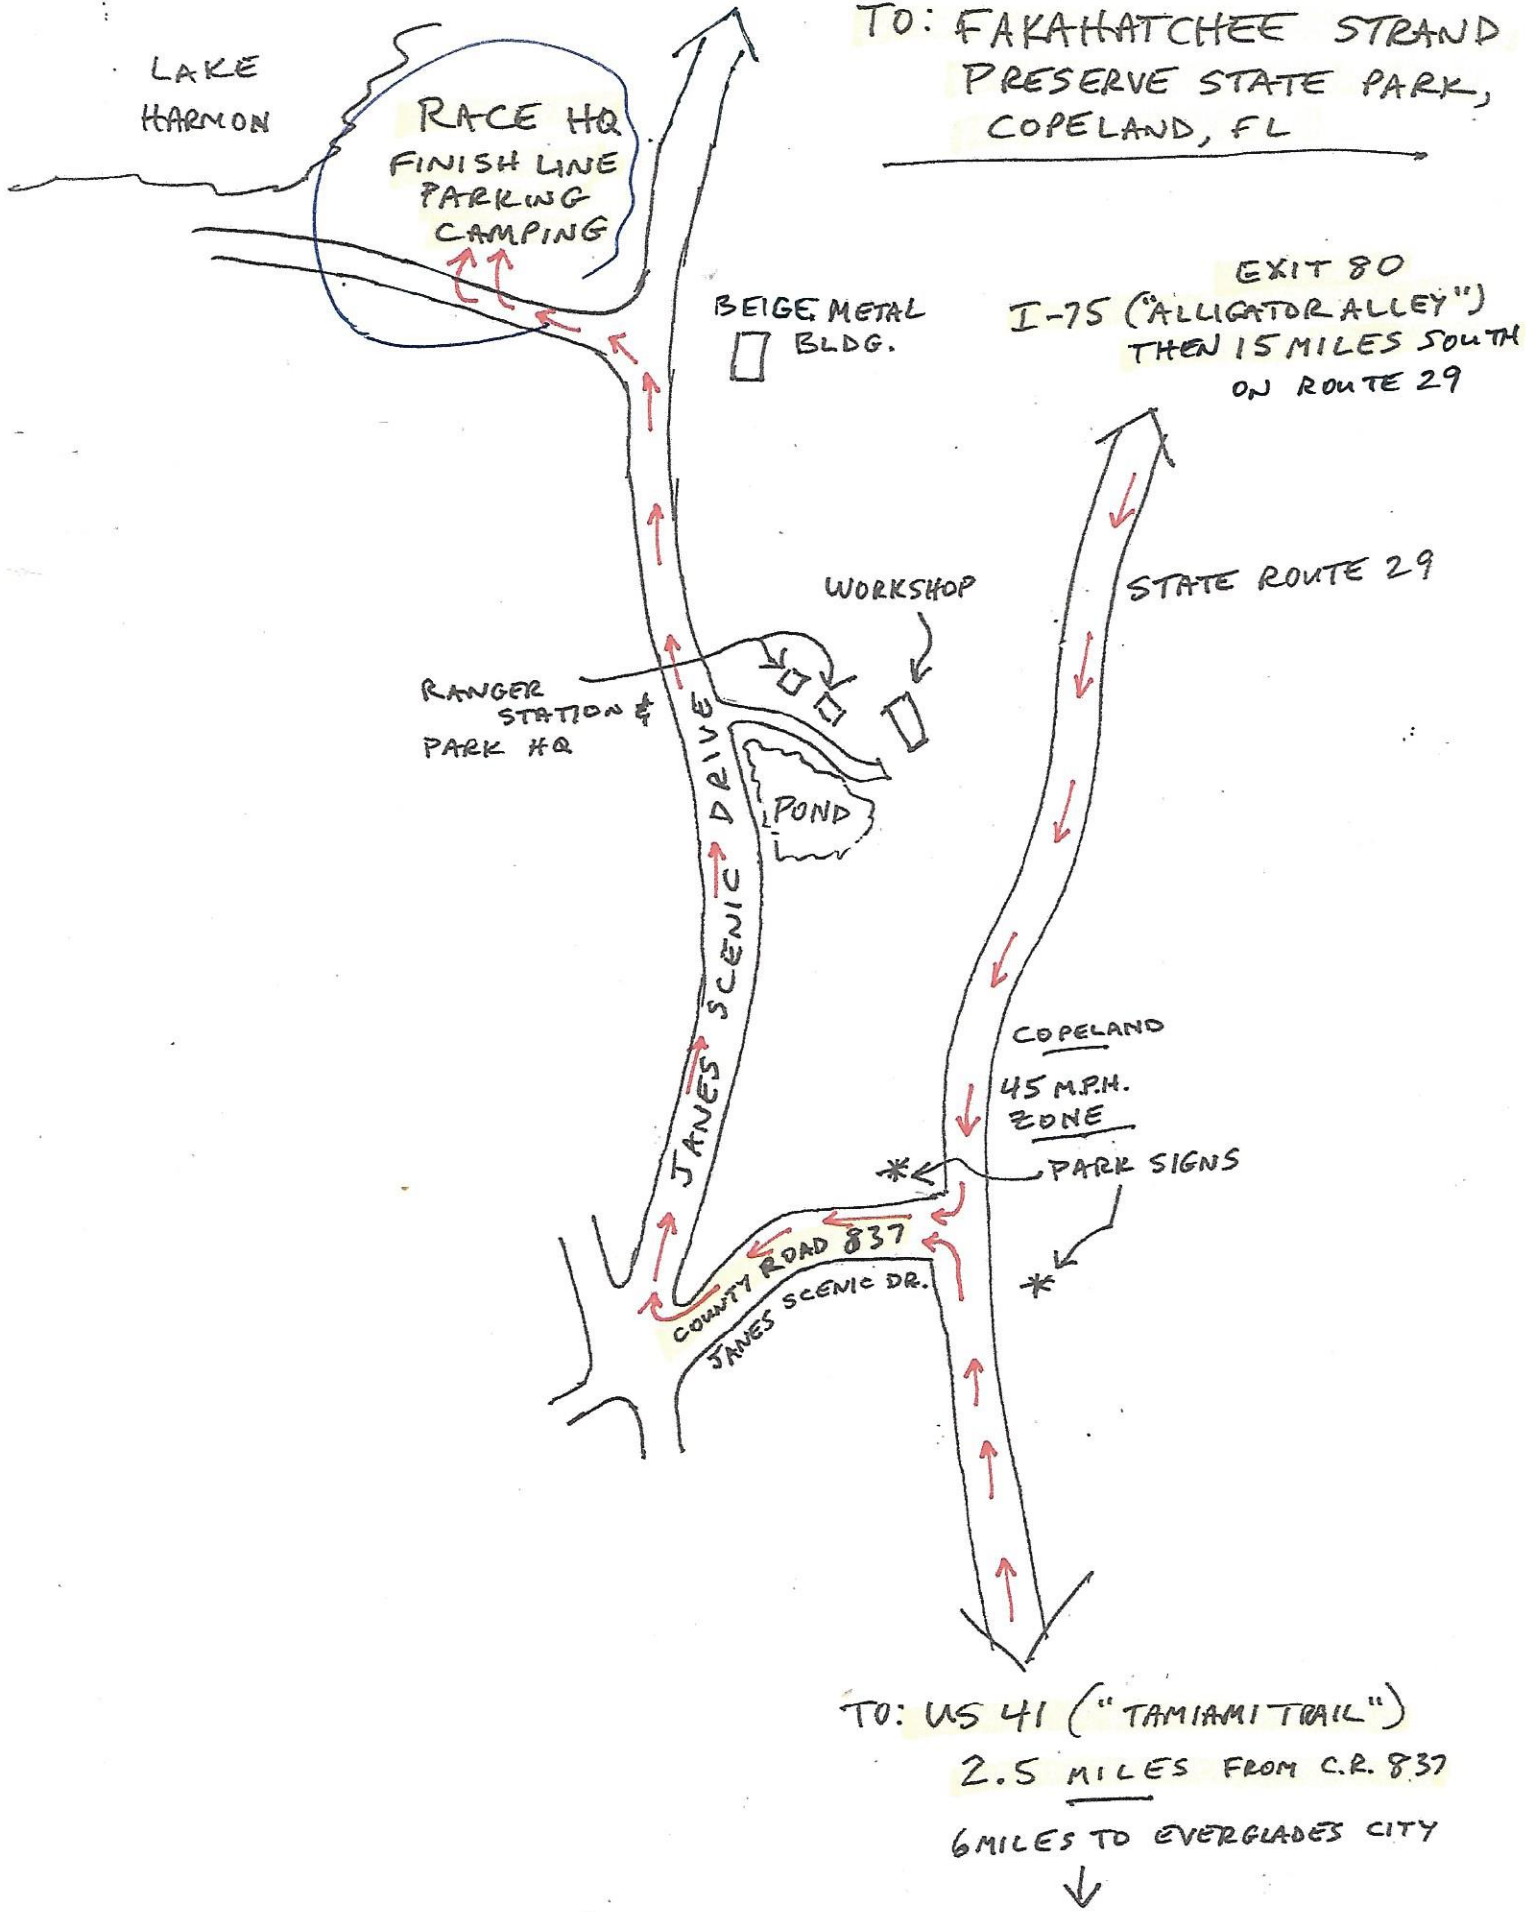 TO: FAKAHATCHEE STRAND
PRESERVE STATE PARK,
COPELAND, FL
LAKE
HARMON
RACE HQ
FINISH LINE
PARKING
CAMPING
BEIGE METAL
BLDG.
EXIT 80
I-75 ("ALLIGATOR ALLEY")
THEN 15 MILES SOUTH
ON ROUTE 29
STATE ROUTE 29
WORKSHOP
RANGER
STATION &
PARK HQ
POND
JANES SCENIC DRIVE
COPELAND
45 M.P.H.
ZONE
PARK SIGNS
COUNTY ROAD 837
JANES SCENIC DR.
TO: US 41 ("TAMIAMI TRAIL")
2.5 MILES FROM C.R. 837
6 MILES TO EVERGLADES CITY